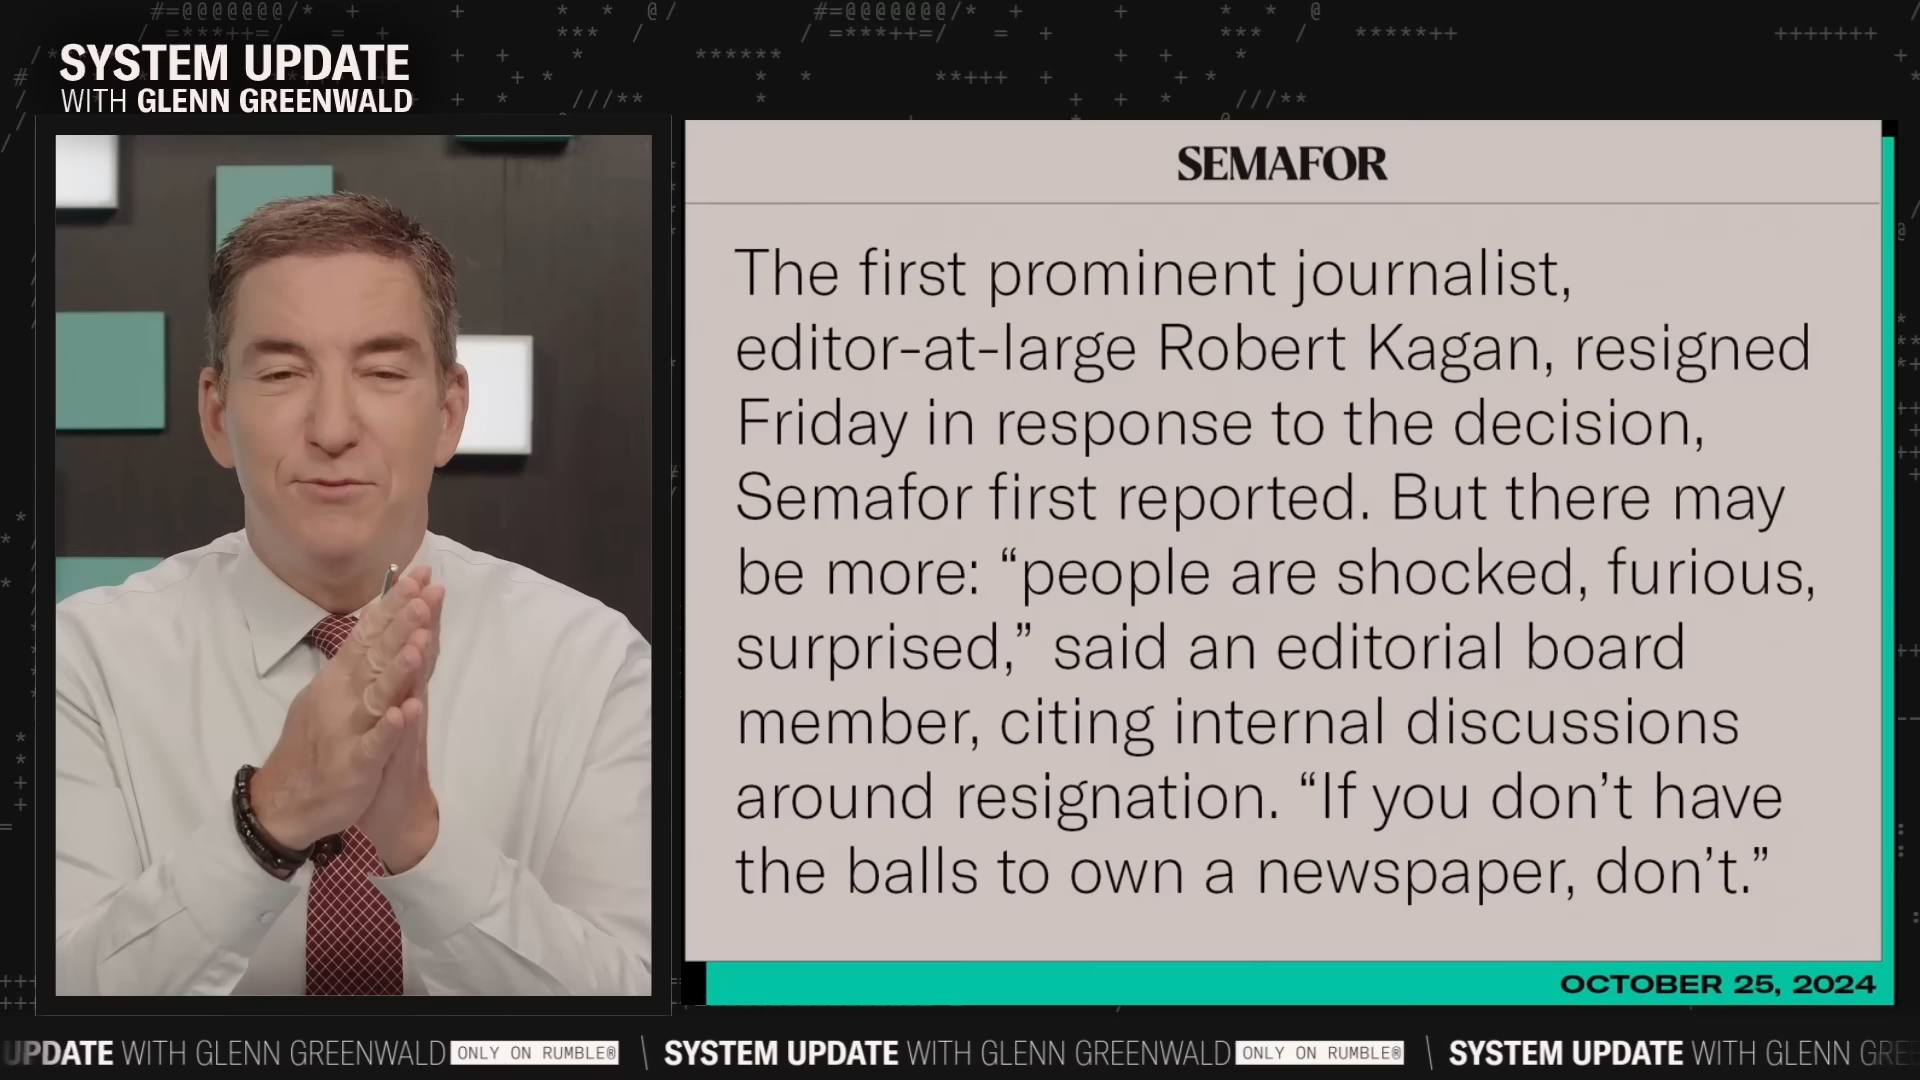 SYSTEM UPDATE
WITH GLENN GREENWALD
SEMAFOR
The first prominent journalist,
editor-at-large Robert Kagan, resigned
Friday in response to the decision,
Semafor first reported. But there may
be more: “people are shocked, furious,
surprised,” said an editorial board
member, citing internal discussions
around resignation. “If you don’t have
the balls to own a newspaper, don’t.”
OCTOBER 25, 2024
UPDATE WITH GLENN GREENWALD ONLY ON RUMBLE® \ SYSTEM UPDATE WITH GLENN GREENWALD ONLY ON RUMBLE® \ SYSTEM UPDATE WITH GLENN GREE